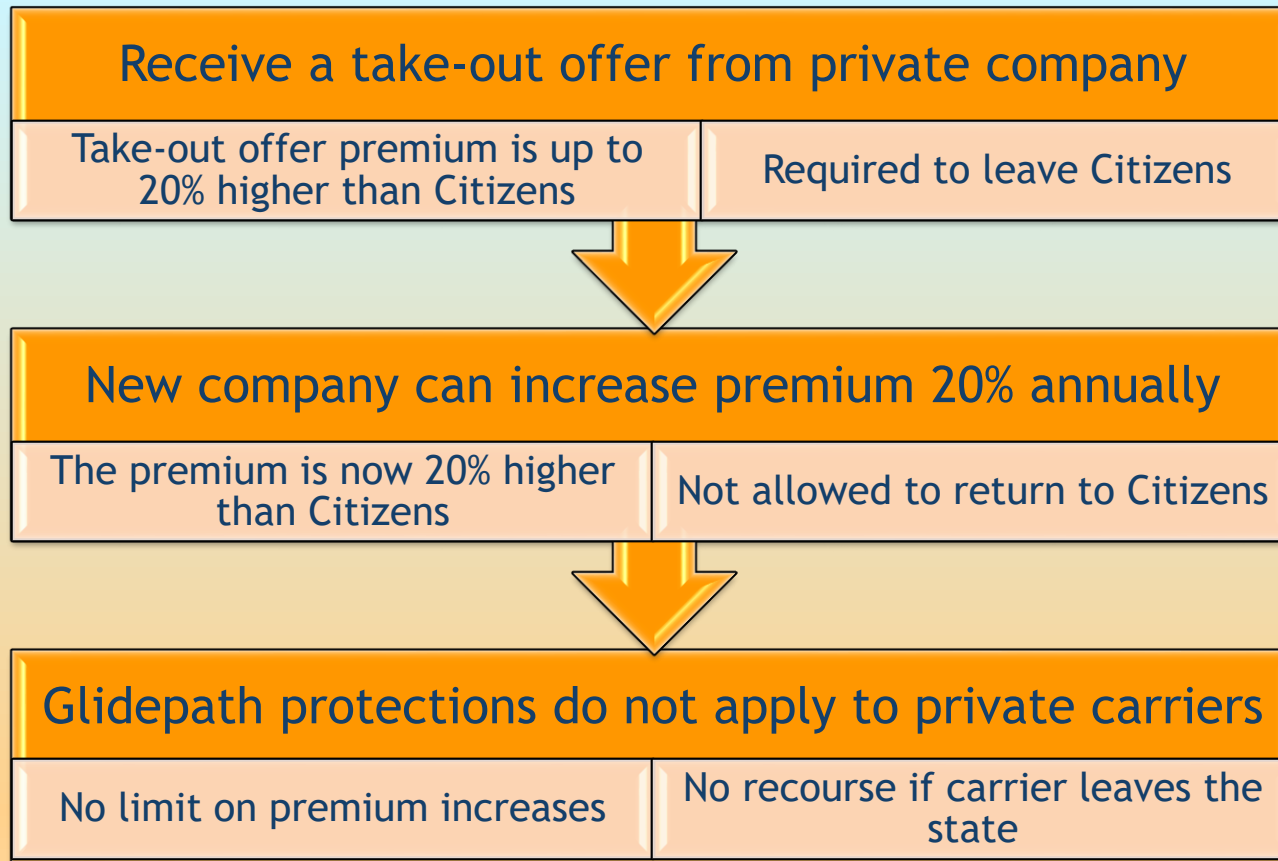 Receive a take-out offer from private company
Take-out offer premium is up to
20% higher than Citizens
Required to leave Citizens
New company can increase premium 20% annually
The premium is now 20% higher
than Citizens
Not allowed to return to Citizens
Glidepath protections do not apply to private carriers
No limit on premium increases
No recourse if carrier leaves the
state